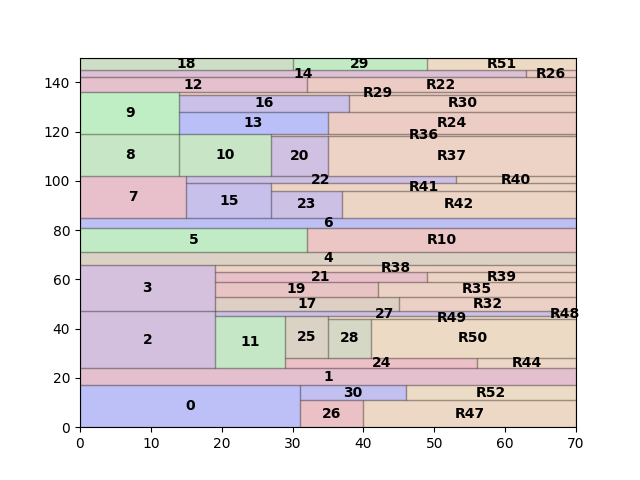 18 29 R51
14 R26
140
12 R22
R29
16 R30
9
13 R24
120
R36
8 10 20 R37
100
22 R40
R41
7 15 23 R42
80
6
5 R10
4
R38
60
21 R39
3 19 R35
17 R32
27 R48
R49
40
2 11 25 28 R50
24 R44
20
1
30 R52
0 26 R47
0
0 10 20 30 40 50 60 70